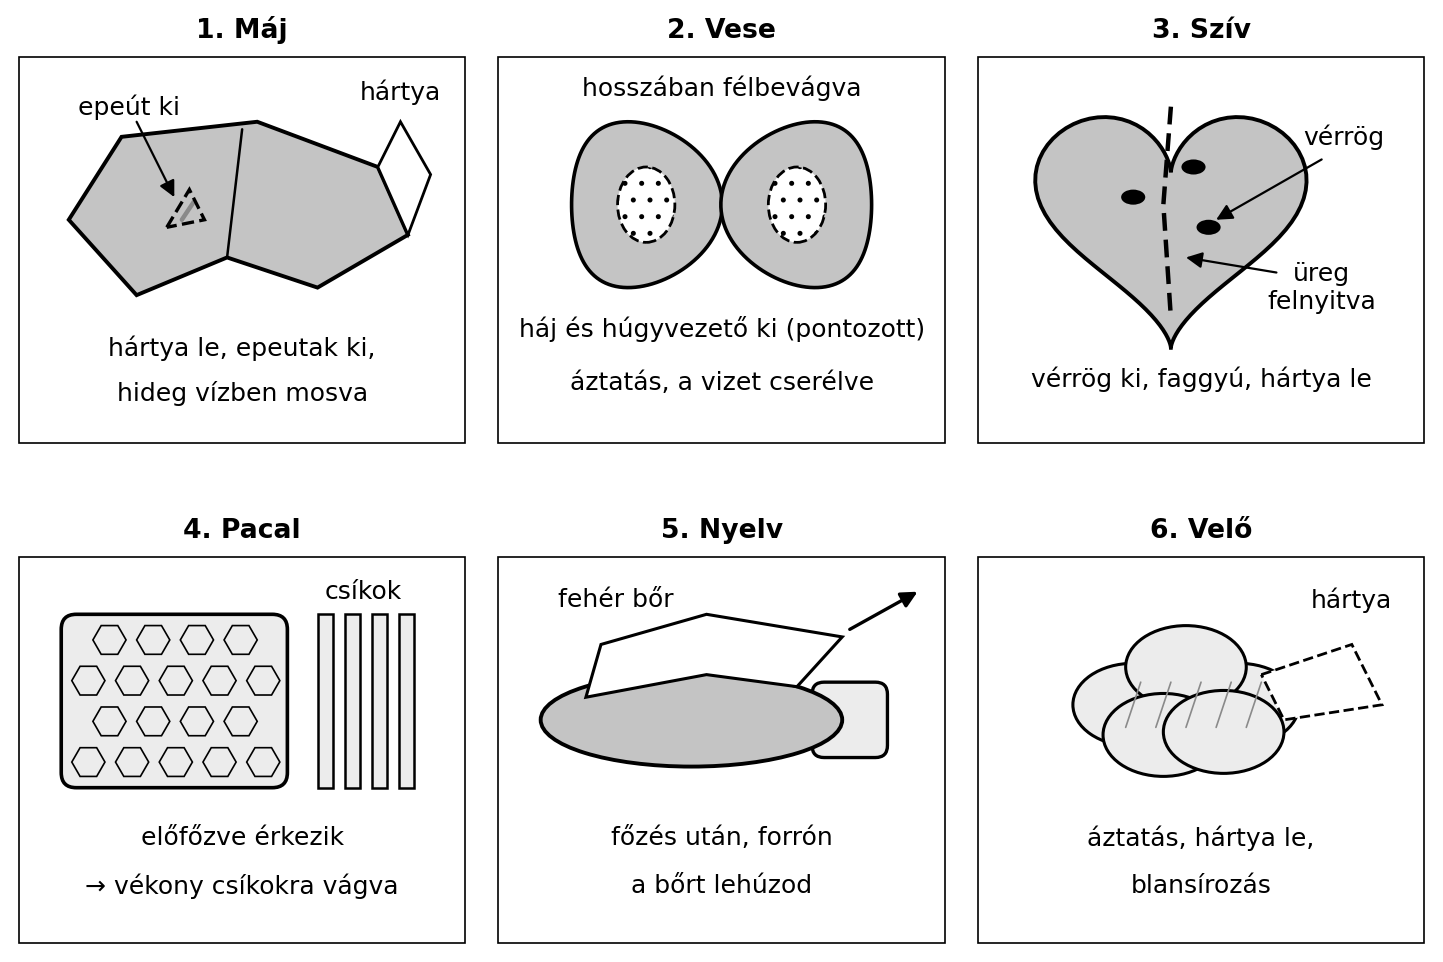 1. Máj
epeút ki
hártya
hártya le, epeutak ki,
hideg vízben mosva
2. Vese
hosszában félbevágva
háj és húgyvezető ki (pontozott)
áztatás, a vizet cserélve
3. Szív
vérrög
üreg
felnyitva
vérrög ki, faggyú, hártya le
4. Pacal
csíkok
előfőzve érkezik
→ vékony csíkokra vágva
5. Nyelv
fehér bőr
főzés után, forrón
a bőrt lehúzod
6. Velő
hártya
áztatás, hártya le,
blansírozás